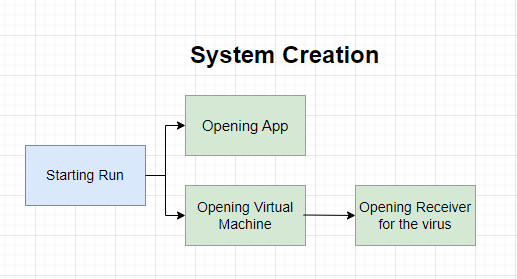 System Creation
Opening App
Starting Run
Opening Virtual
Machine
Opening Receiver
for the virus